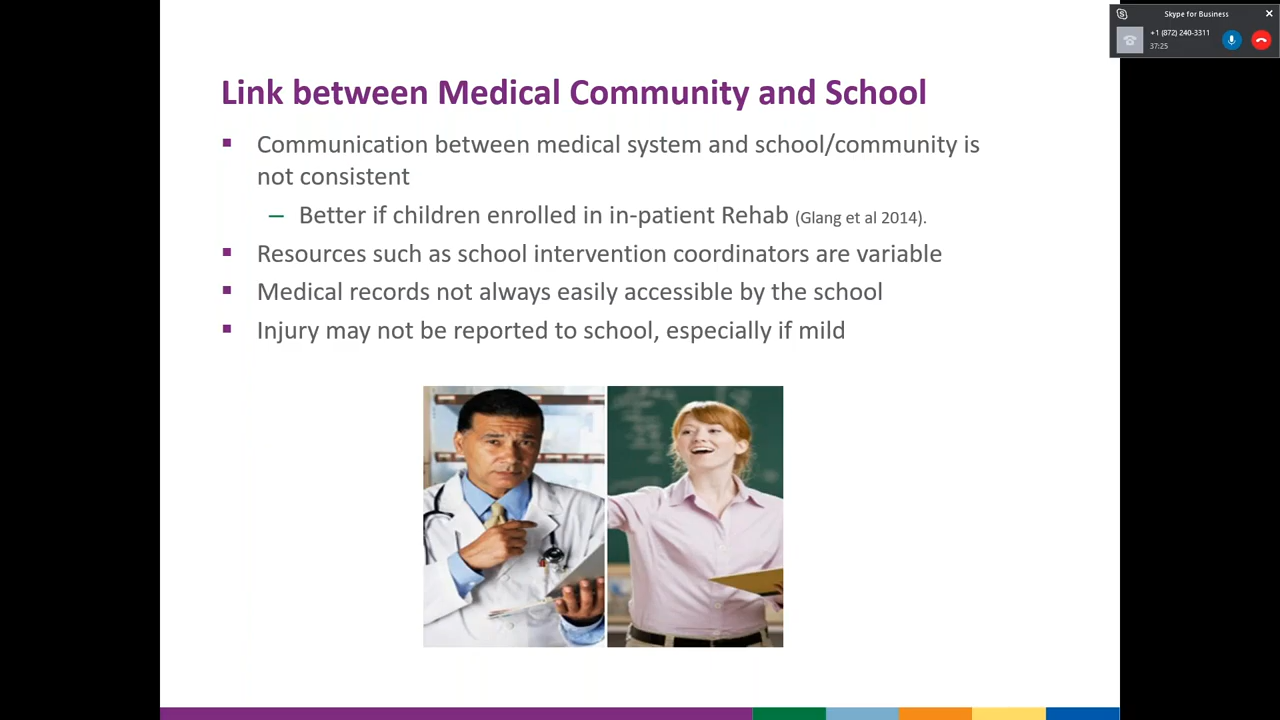 Skype for Business
+1 (872) 240-3311
37:25
Link between Medical Community and School
Communication between medical system and school/community is
not consistent
– Better if children enrolled in in-patient Rehab (Glang et al 2014).
Resources such as school intervention coordinators are variable
Medical records not always easily accessible by the school
Injury may not be reported to school, especially if mild